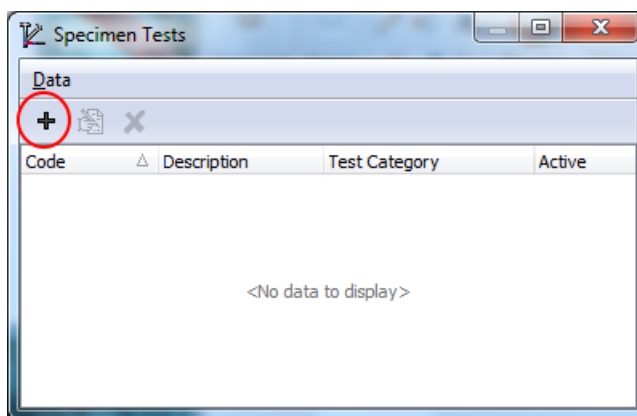 Specimen Tests
Data
Code Description Test Category Active
<No data to display>